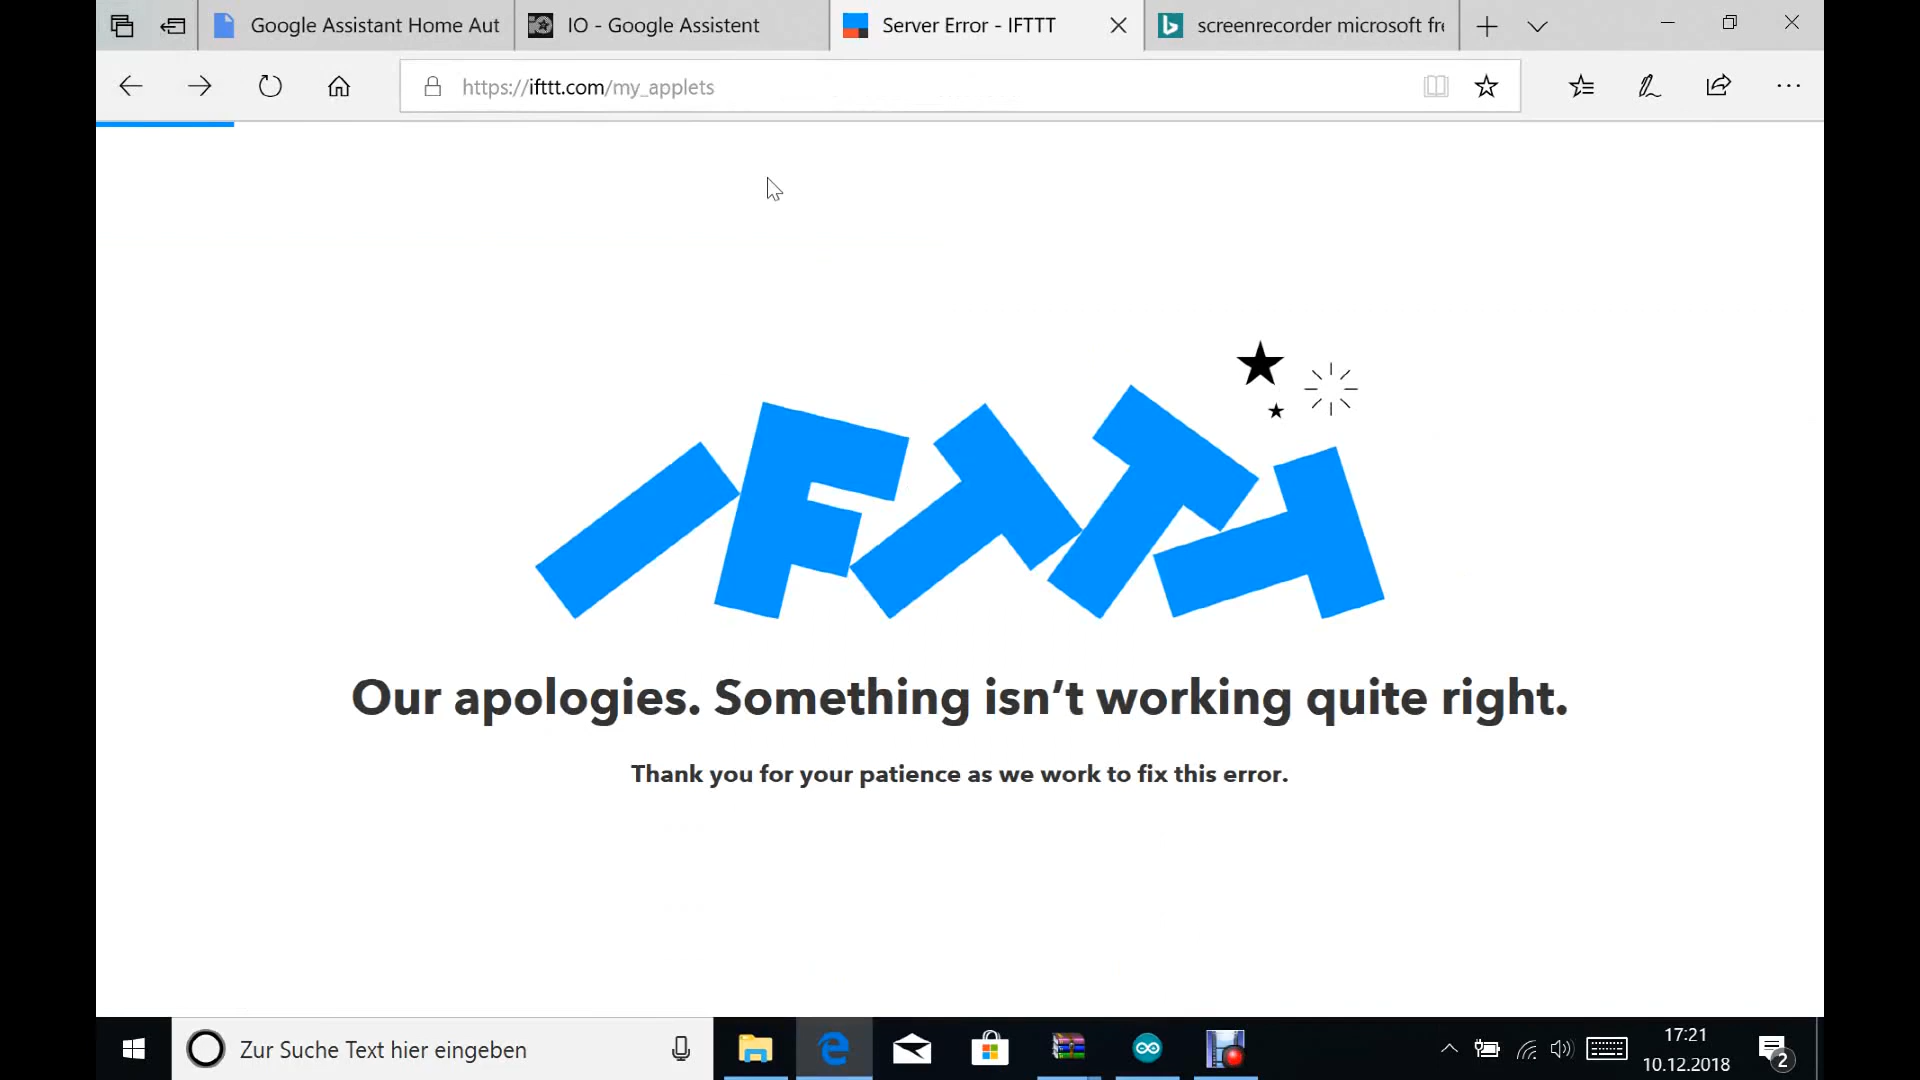 Google Assistant Home Aut
IO - Google Assistent
Server Error - IFTTT
screenrecorder microsoft fre
https://ifttt.com/my_applets
IFTTT
Our apologies. Something isn’t working quite right.
Thank you for your patience as we work to fix this error.
Zur Suche Text hier eingeben
17:21
10.12.2018
2